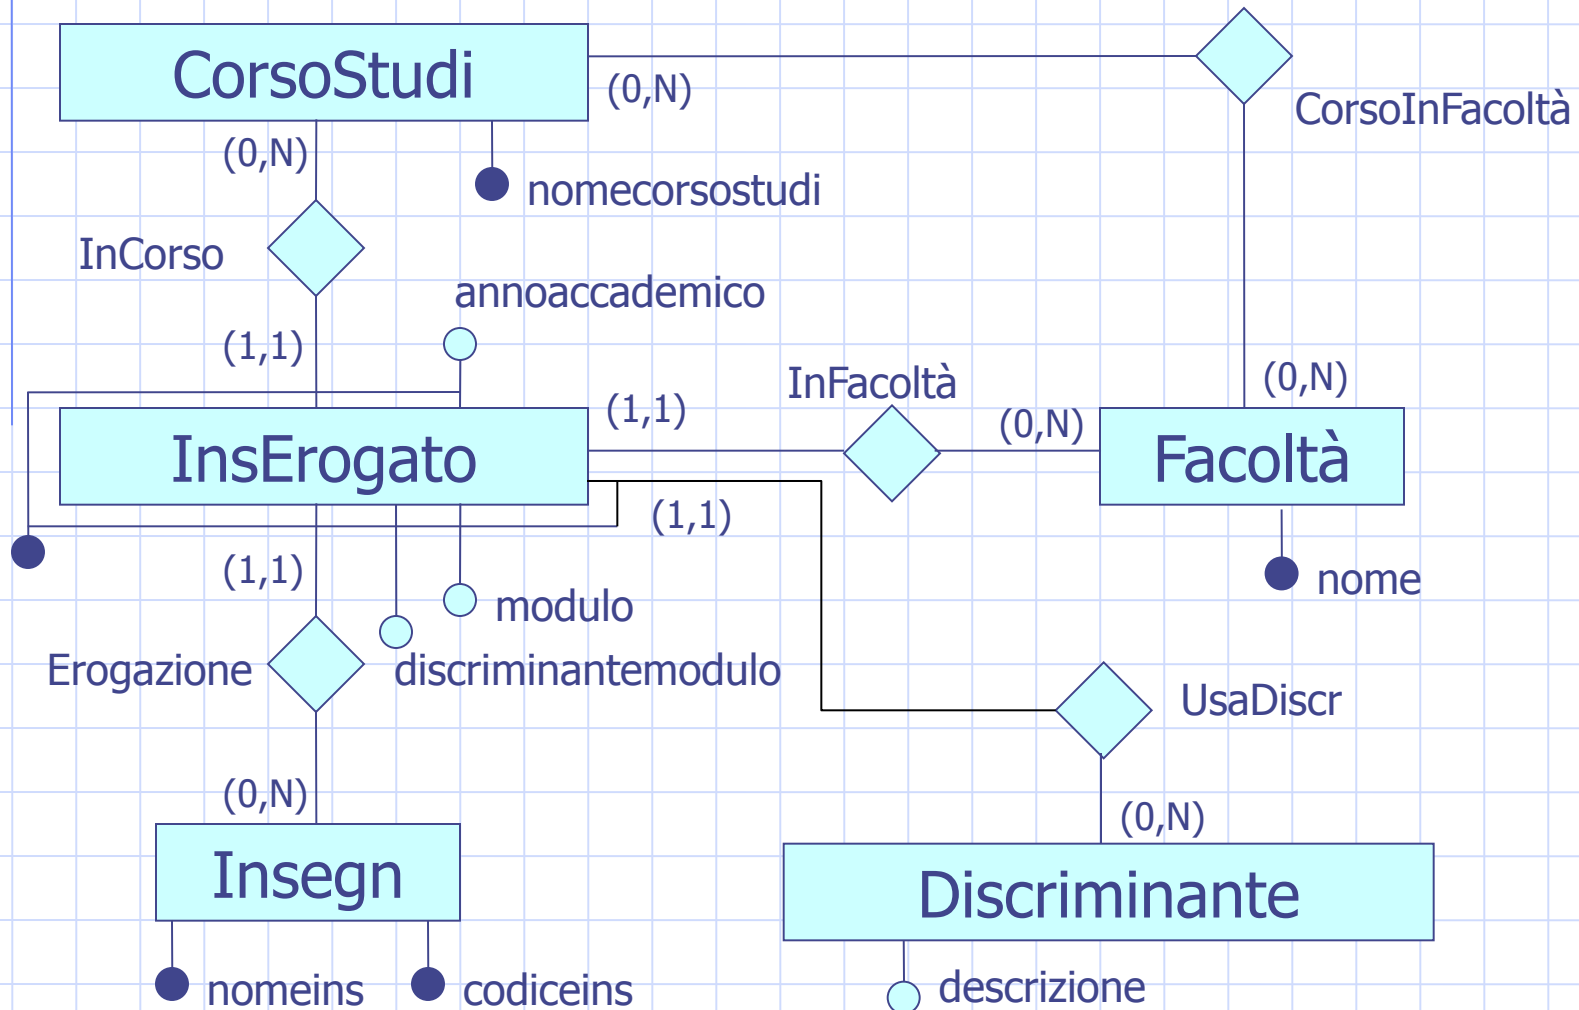 CorsoStudi
(0,N)
CorsoInFacoltà
(0,N)
nomecorsostudi
InCorso
annoaccademico
(1,1)
InFacoltà
(0,N)
(1,1)
(0,N)
InsErogato
Facoltà
(1,1)
(1,1)
nome
modulo
Erogazione
discriminantemodulo
UsaDiscr
(0,N)
(0,N)
Insegn
Discriminante
nomeins
codiceins
descrizione